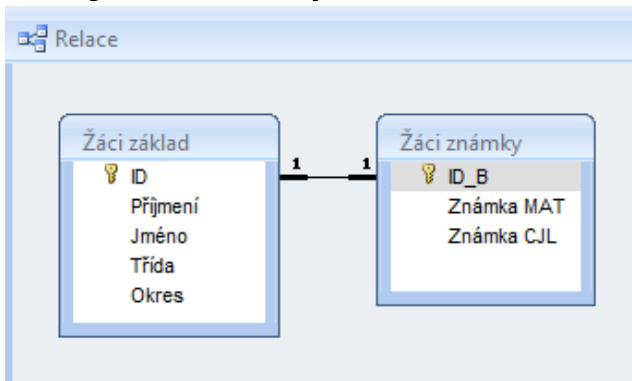 Relace
Žáci základ
ID
Příjmení
Jméno
Třída
Okres
1
1
Žáci známky
ID_B
Známka MAT
Známka CJL